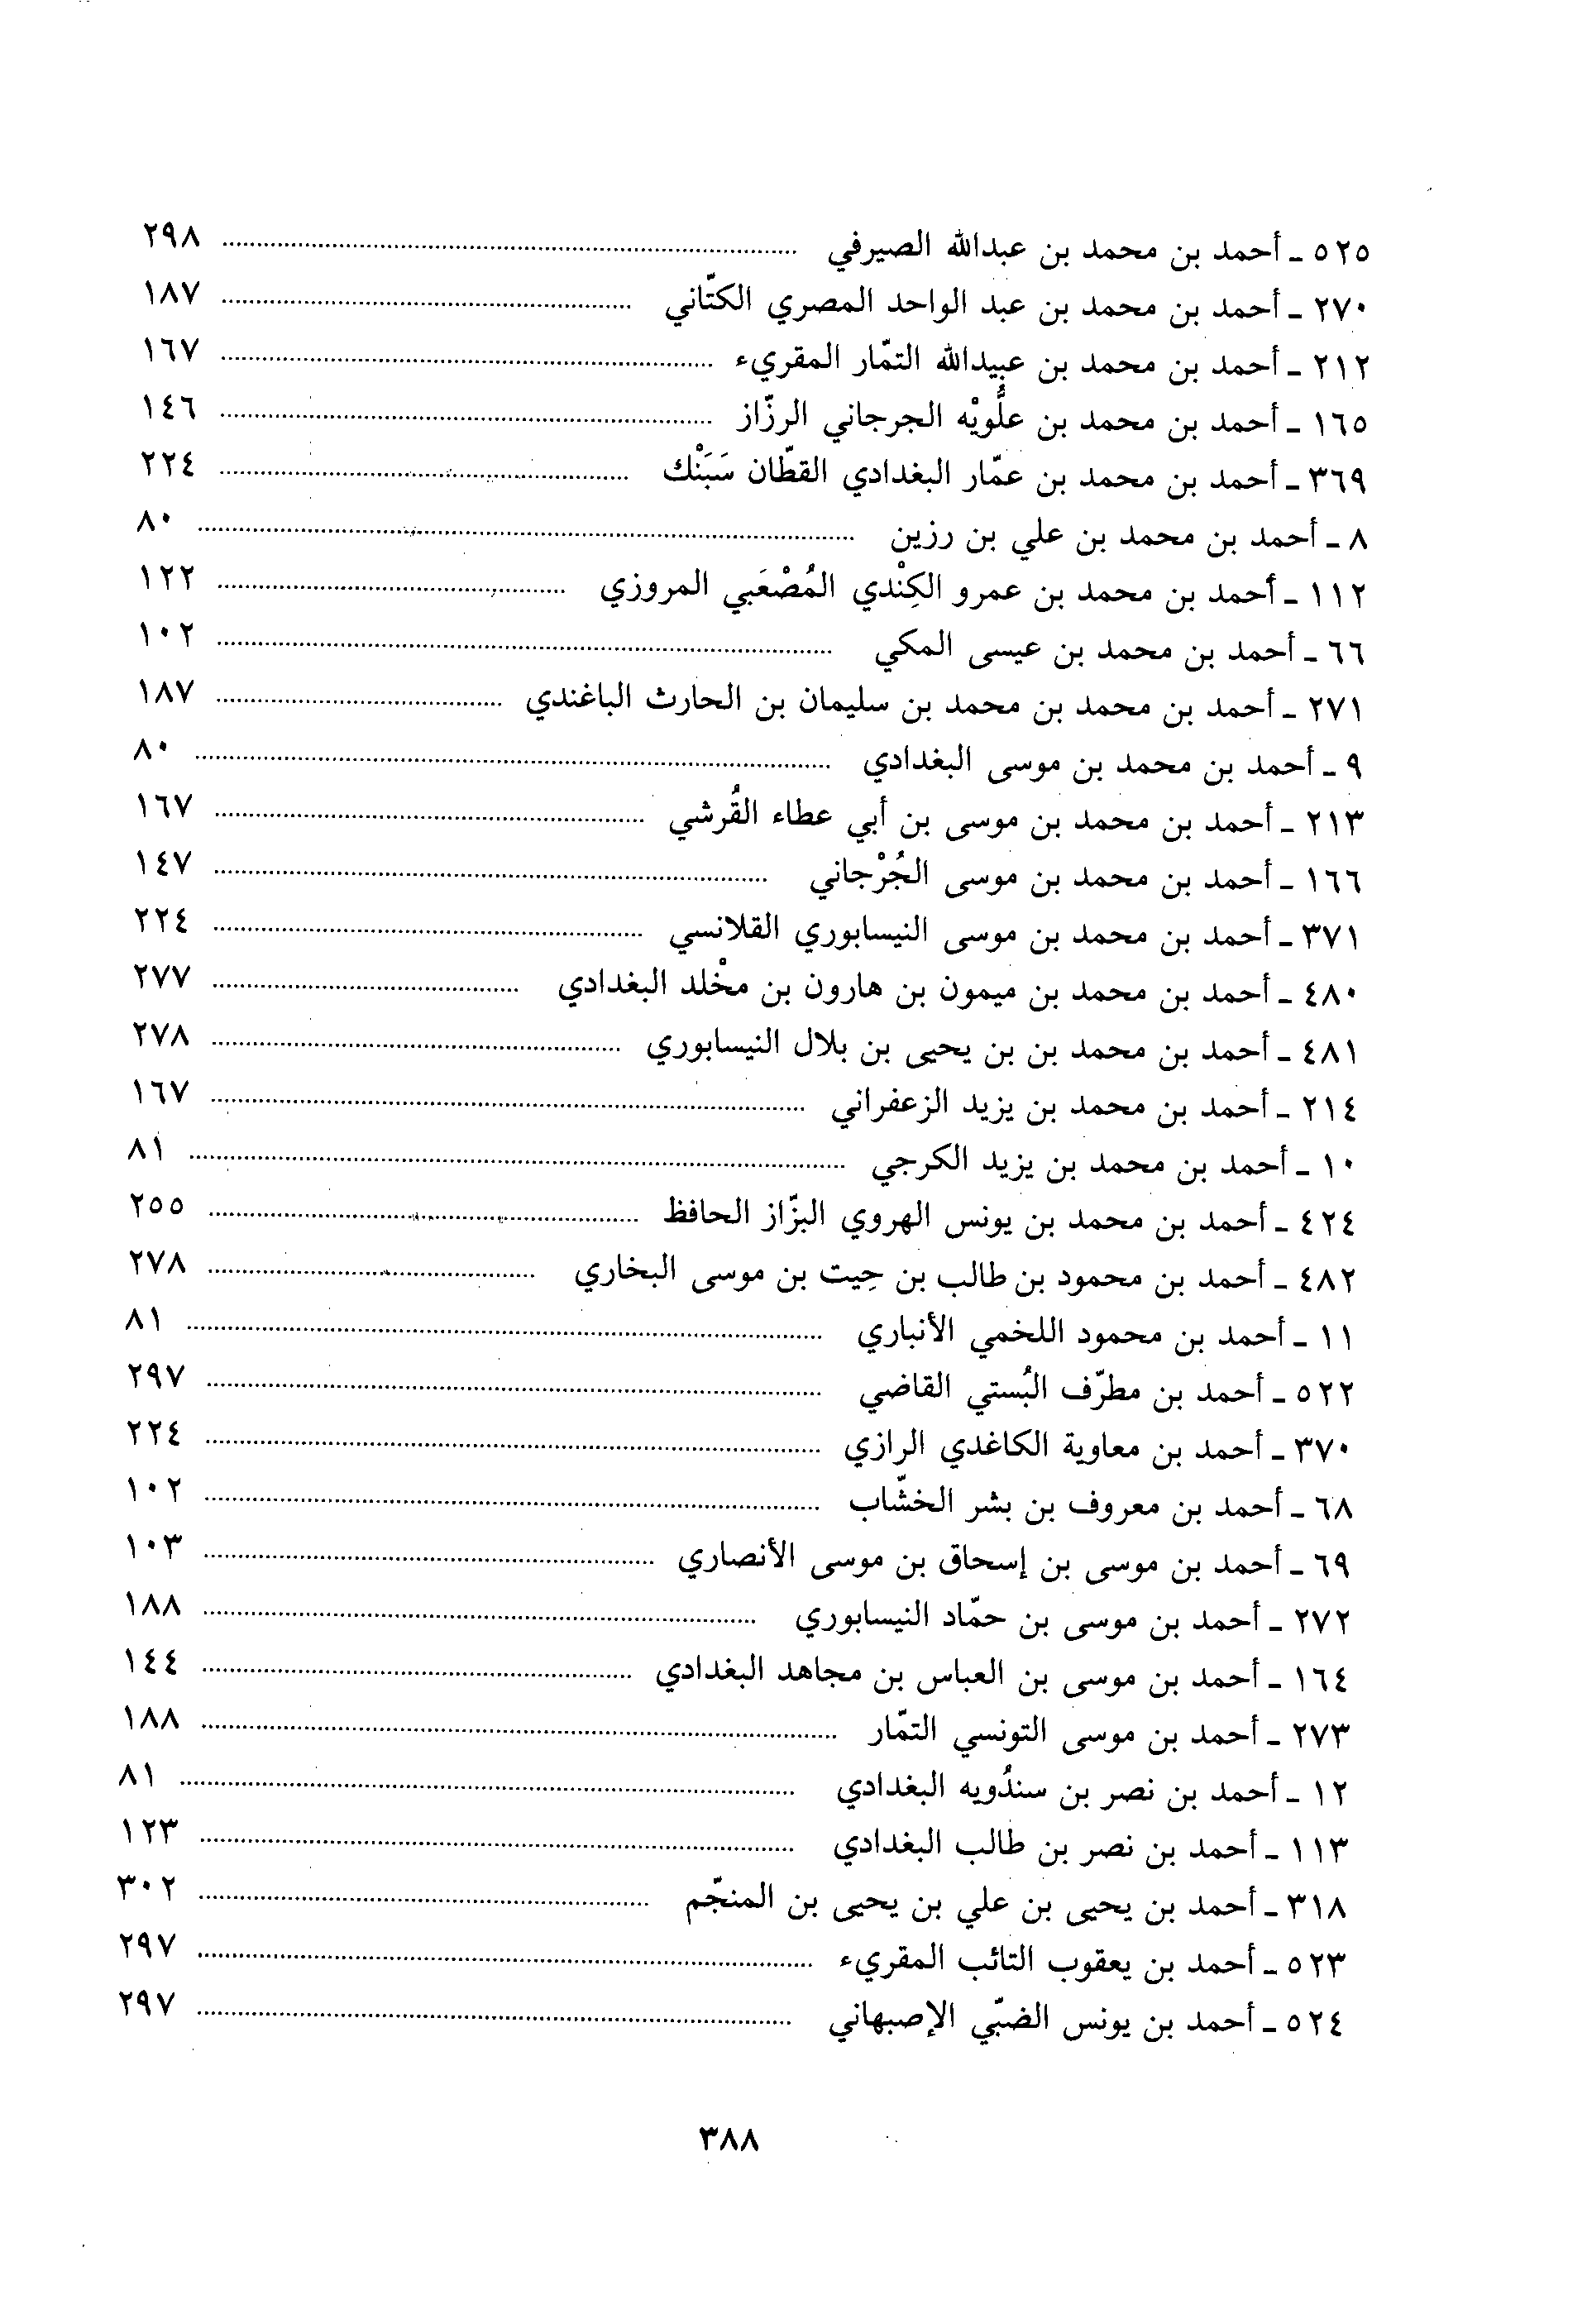 ٥٢٥ ـ أحمد بن محمد بن عبدالله الصيرفي ........ ٢٩٨
٢٧٠ ـ أحمد بن محمد بن عبد الواحد المصري الكتّاني ........ ١٨٧
٢١٢ ـ أحمد بن محمد بن عبيدالله التمّار المقريء ........ ١٦٧
١٦٥ ـ أحمد بن محمد بن علُّويْه الجرجاني الرزّاز ........ ١٤٦
٣٦٩ ـ أحمد بن محمد بن عمّار البغدادي القطّان سَبَنْك ........ ٢٢٤
٨ ـ أحمد بن محمد بن علي بن رزين ........ ٨٠
١١٢ ـ أحمد بن محمد بن عمرو الكِنْدي المُصْعَبي المروزي ........ ١٢٢
٦٦ ـ أحمد بن محمد بن عيسى المكي ........ ١٠٢
٢٧١ ـ أحمد بن محمد بن محمد بن سليمان بن الحارث الباغندي ........ ١٨٧
٩ ـ أحمد بن محمد بن موسى البغدادي ........ ٨٠
٢١٣ ـ أحمد بن محمد بن موسى بن أبي عطاء القُرشي ........ ١٦٧
١٦٦ ـ أحمد بن محمد بن موسى الجُرْجاني ........ ١٤٧
٣٧١ ـ أحمد بن محمد بن موسى النيسابوري القلانسي ........ ٢٢٤
٤٨٠ ـ أحمد بن محمد بن ميمون بن هارون بن مخْلد البغدادي ........ ٢٧٧
٤٨١ ـ أحمد بن محمد بن بن يحيى بن بلال النيسابوري ........ ٢٧٨
٢١٤ ـ أحمد بن محمد بن يزيد الزعفراني ........ ١٦٧
١٠ ـ أحمد بن محمد بن يزيد الكرجي ........ ٨١
٤٢٤ ـ أحمد بن محمد بن يونس الهروي البزّاز الحافظ ........ ٢٥٥
٤٨٢ ـ أحمد بن محمود بن طالب بن حِيت بن موسى البخاري ........ ٢٧٨
١١ ـ أحمد بن محمود اللخمي الأنباري ........ ٨١
٥٢٢ ـ أحمد بن مطرّف البُستي القاضي ........ ٢٩٧
٣٧٠ ـ أحمد بن معاوية الكاغدي الرازي ........ ٢٢٤
٦٨ ـ أحمد بن معروف بن بشر الخشّاب ........ ١٠٢
٦٩ ـ أحمد بن موسى بن إسحاق بن موسى الأنصاري ........ ١٠٣
٢٧٢ ـ أحمد بن موسى بن حمّاد النيسابوري ........ ١٨٨
١٦٤ ـ أحمد بن موسى بن العباس بن مجاهد البغدادي ........ ١٤٤
٢٧٣ ـ أحمد بن موسى التونسي التمّار ........ ١٨٨
١٢ ـ أحمد بن نصر بن سندُويه البغدادي ........ ٨١
١١٣ ـ أحمد بن نصر بن طالب البغدادي ........ ١٢٣
٣١٨ ـ أحمد بن يحيى بن علي بن يحيى بن المنجّم ........ ٣٠٢
٥٢٣ ـ أحمد بن يعقوب التائب المقريء ........ ٢٩٧
٥٢٤ ـ أحمد بن يونس الضبّي الإصبهاني ........ ٢٩٧
٣٨٨